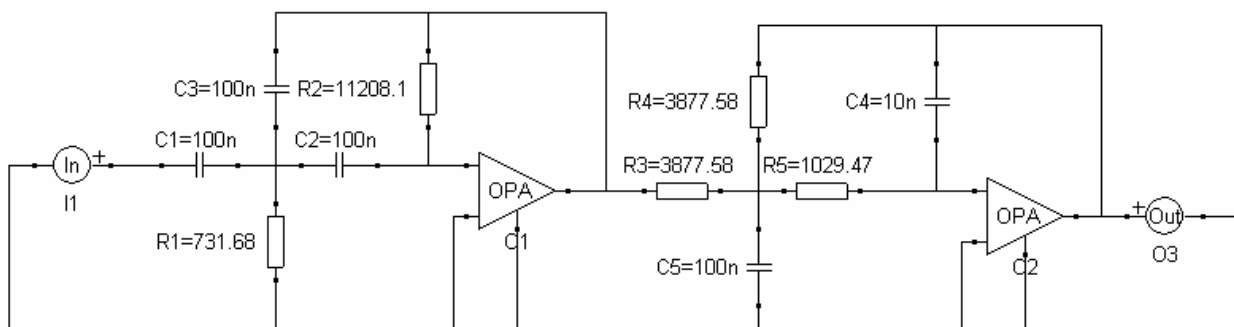 C3=100n
R2=11208.1
C1=100n
C2=100n
In
+
I1
R1=731.68
OPA
C1
R4=3877.58
C4=10n
R3=3877.58
R5=1029.47
C5=100n
OPA
C2
+
Out
O3